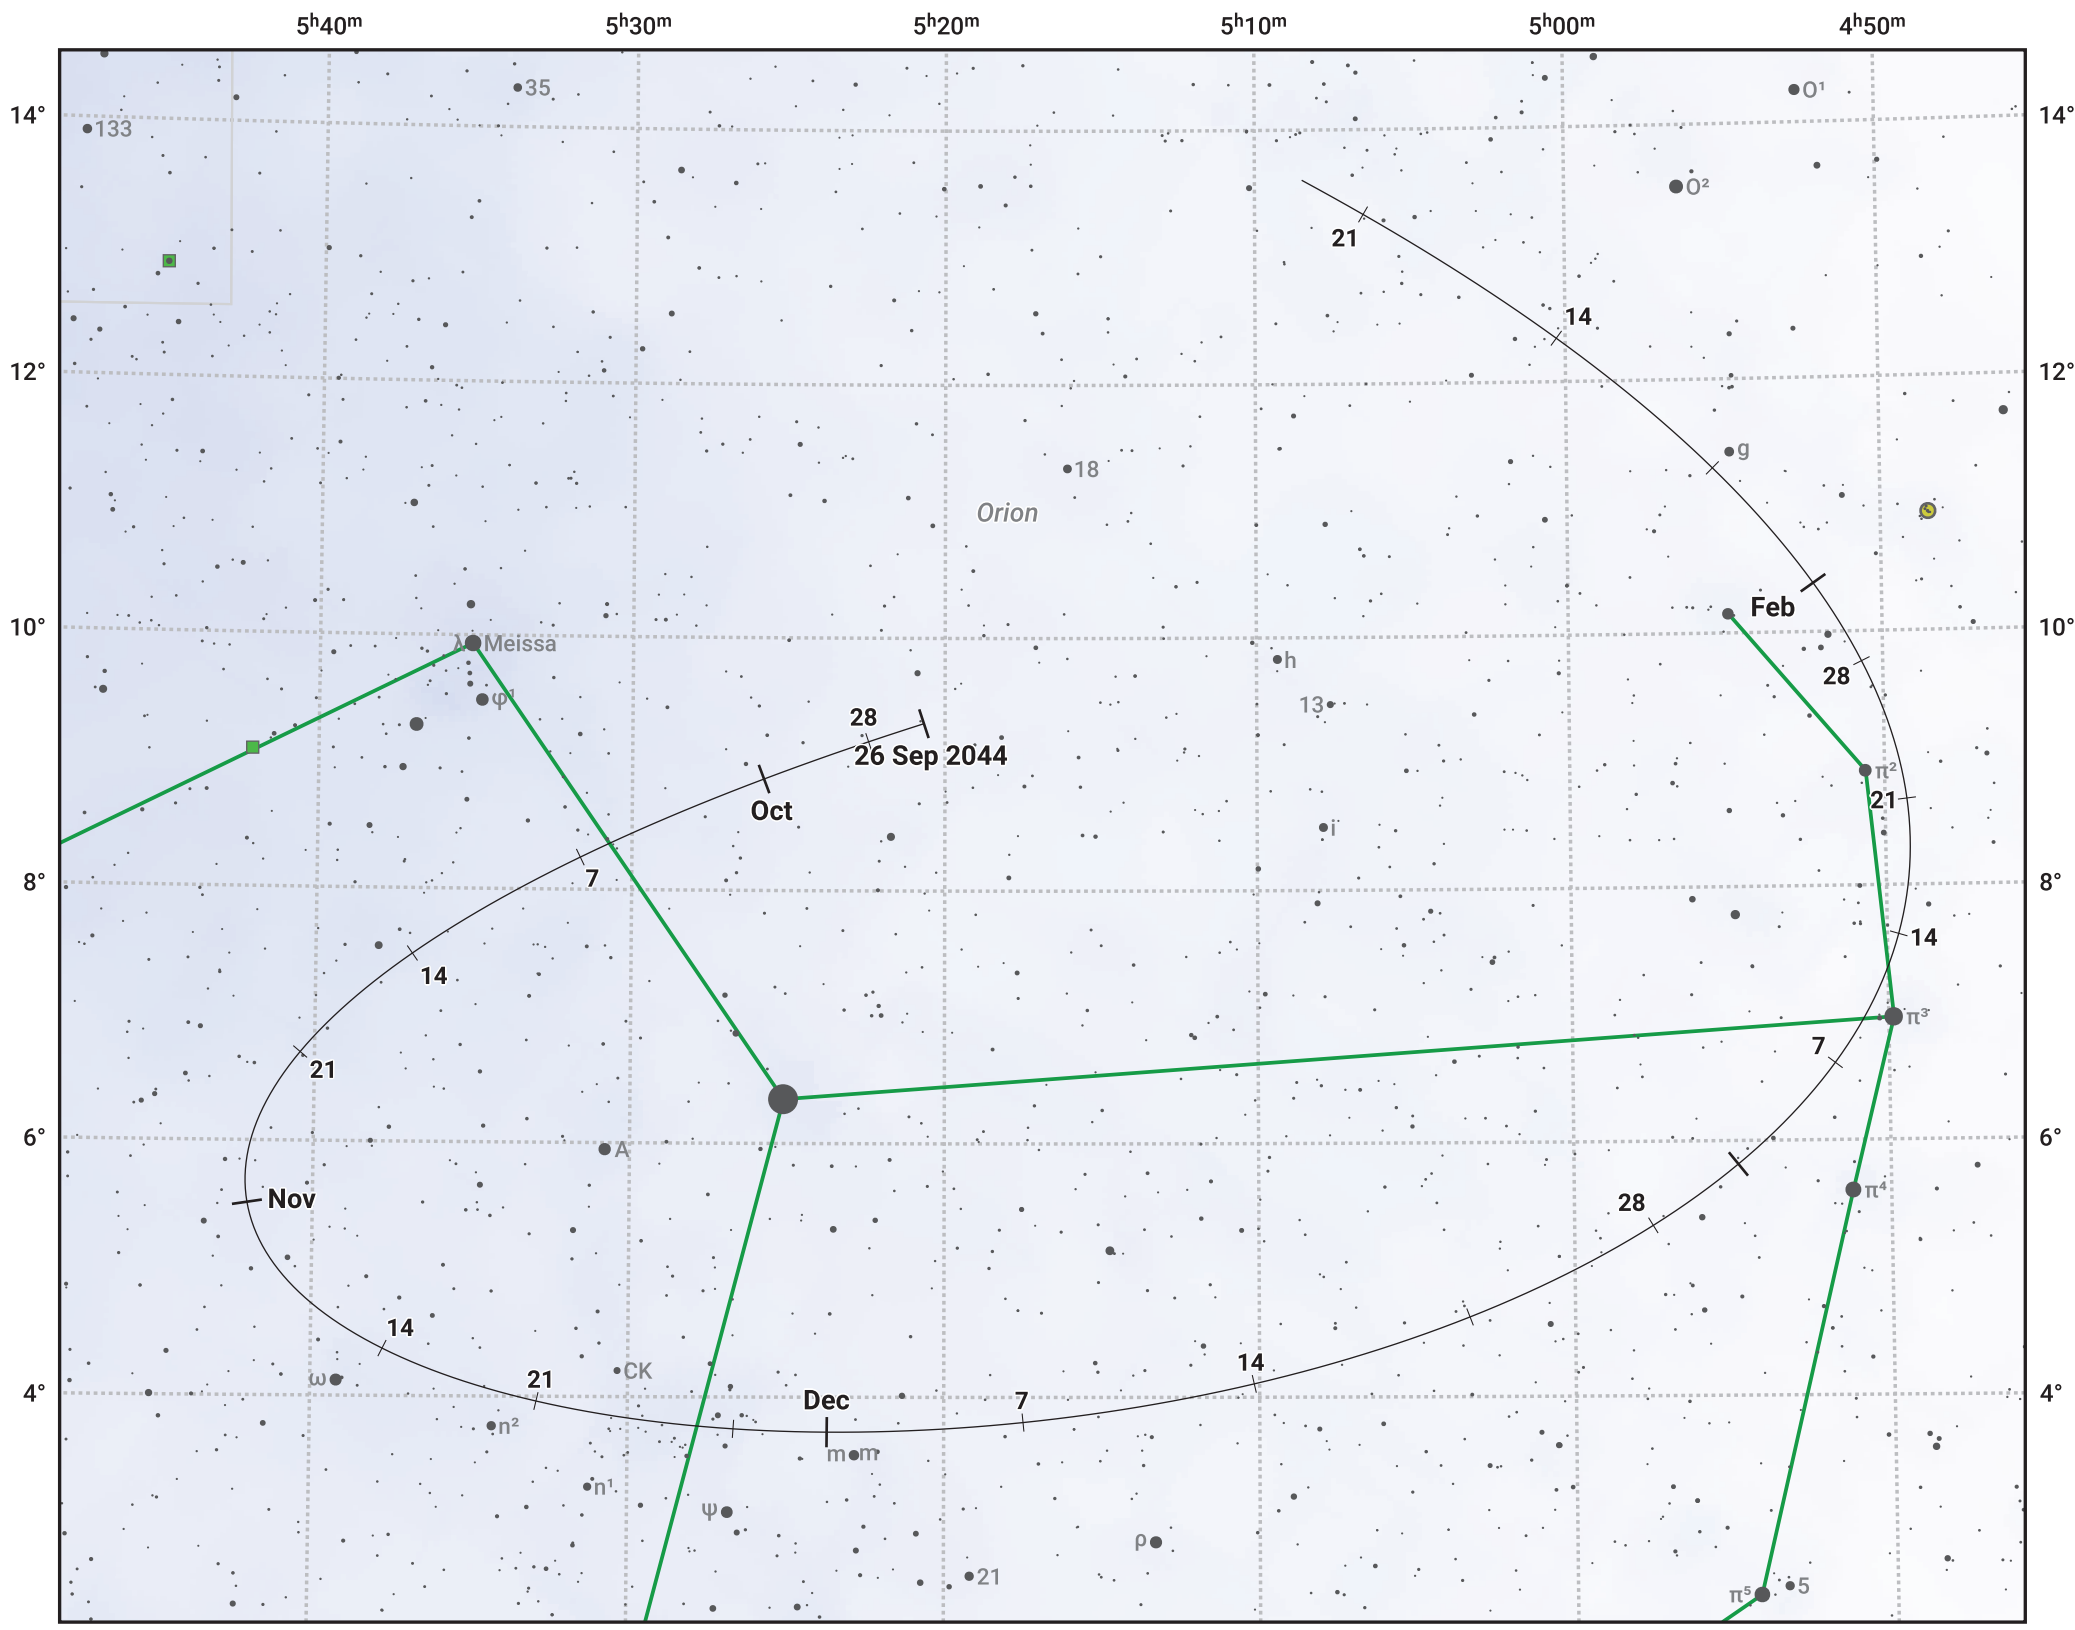 5ʰ40ᵐ 5ʰ30ᵐ 5ʰ20ᵐ 5ʰ10ᵐ 5ʰ00ᵐ 4ʰ50ᵐ
35
O¹
14° 14°
133
O²
21
14
12° 12°
g
18
Orion
Feb
10° 10°
λ Meissa
h
28
φ¹
13
28
26 Sep 2044
π²
21
Oct
i
7
8° 8°
14
14
π³
7
21
6° 6°
A
π⁴
Nov
28
14
14
CK
ω
21
4° 4°
Dec
7
n²
m m
n¹
ψ
ρ
21
π⁵ 5